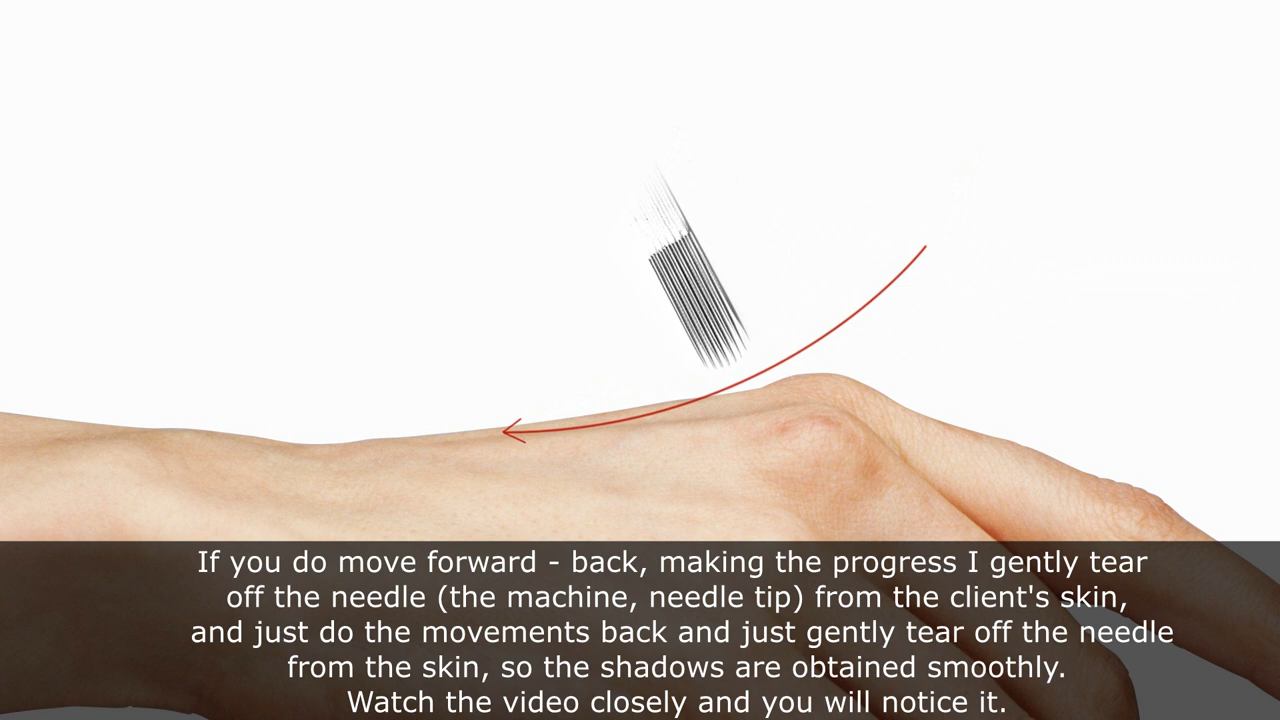 If you do move forward - back, making the progress I gently tear
off the needle (the machine, needle tip) from the client's skin,
and just do the movements back and just gently tear off the needle
from the skin, so the shadows are obtained smoothly.
Watch the video closely and you will notice it.